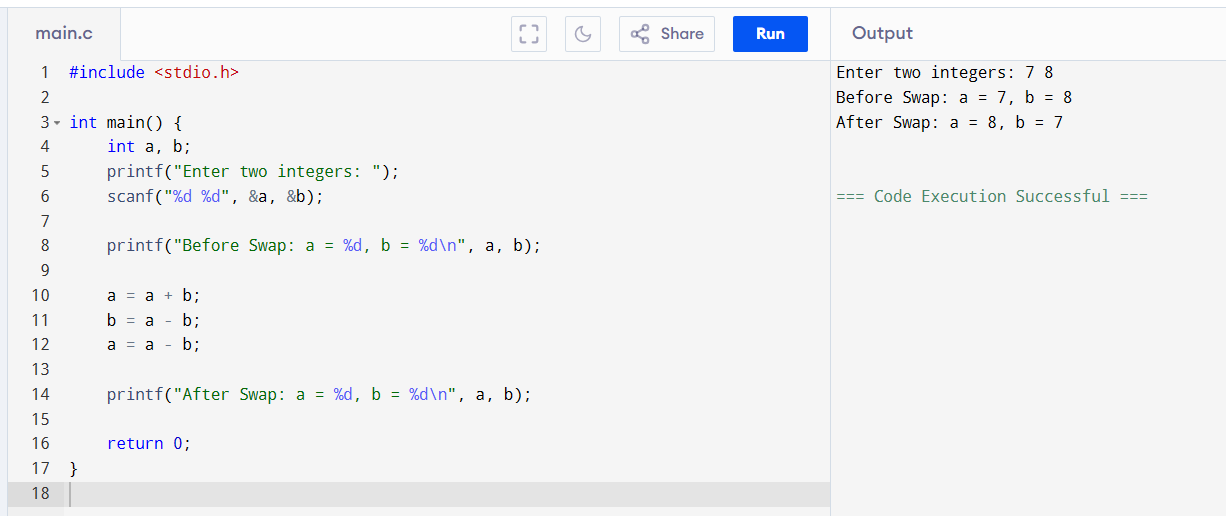 main.c
Share
Run
Output
1 #include <stdio.h>
2
3 int main() {
4     int a, b;
5     printf("Enter two integers: ");
6     scanf("%d %d", &a, &b);
7
8     printf("Before Swap: a = %d, b = %d\n", a, b);
9
10     a = a + b;
11     b = a - b;
12     a = a - b;
13
14     printf("After Swap: a = %d, b = %d\n", a, b);
15
16     return 0;
17 }
18
Enter two integers: 7 8
Before Swap: a = 7, b = 8
After Swap: a = 8, b = 7
=== Code Execution Successful ===